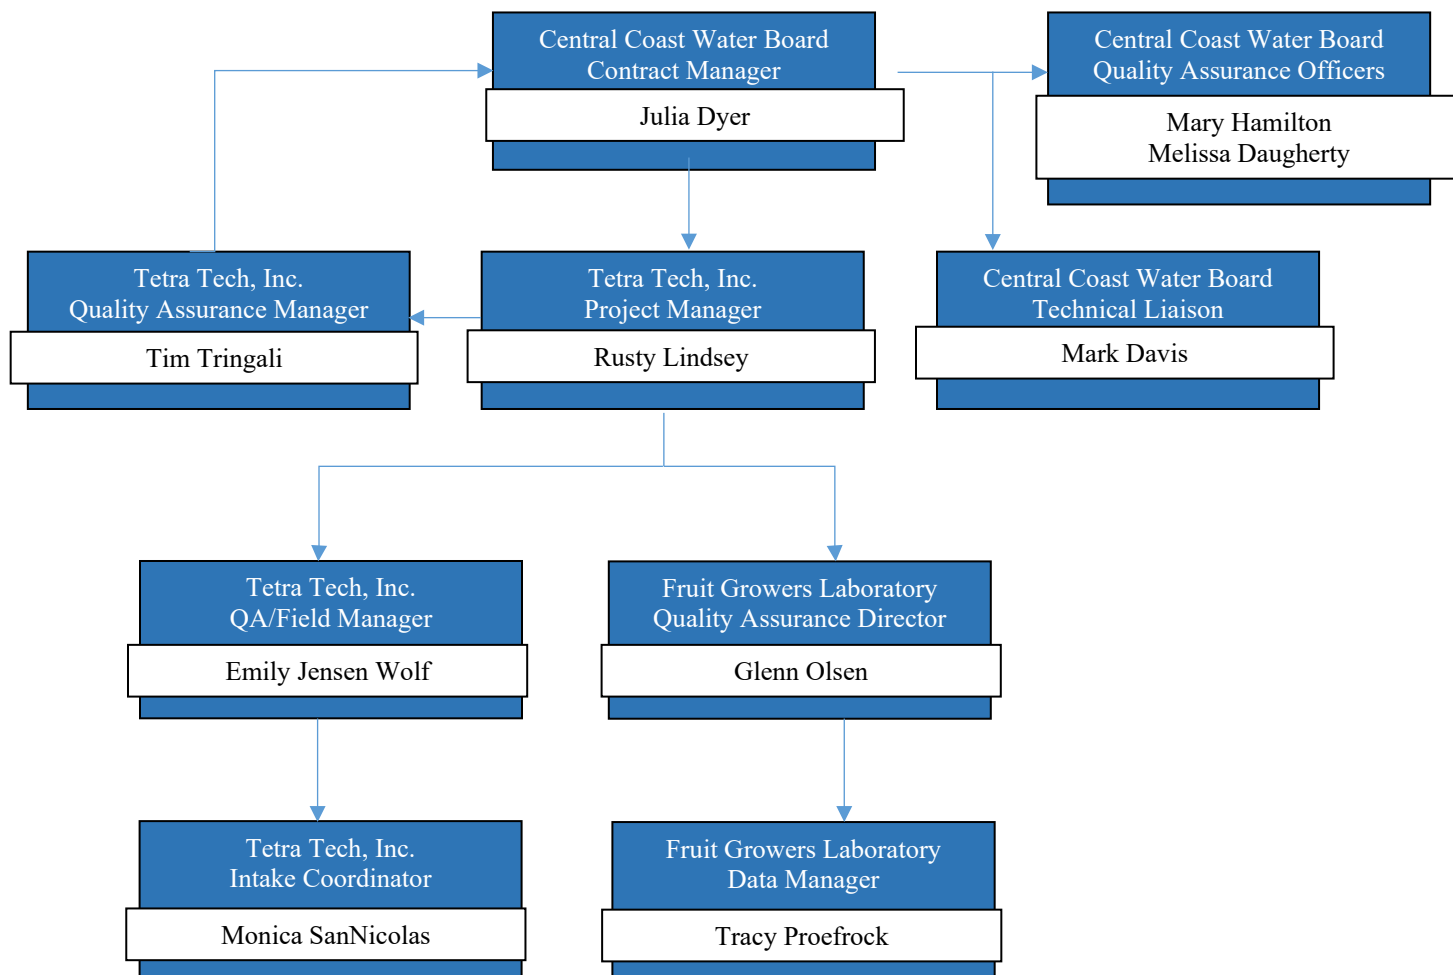 Central Coast Water Board
Contract Manager
Julia Dyer
Central Coast Water Board
Quality Assurance Officers
Mary Hamilton
Melissa Daugherty
Tetra Tech, Inc.
Quality Assurance Manager
Tim Tringali
Tetra Tech, Inc.
Project Manager
Rusty Lindsey
Central Coast Water Board
Technical Liaison
Mark Davis
Tetra Tech, Inc.
QA/Field Manager
Emily Jensen Wolf
Fruit Growers Laboratory
Quality Assurance Director
Glenn Olsen
Tetra Tech, Inc.
Intake Coordinator
Monica SanNicolas
Fruit Growers Laboratory
Data Manager
Tracy Proefrock